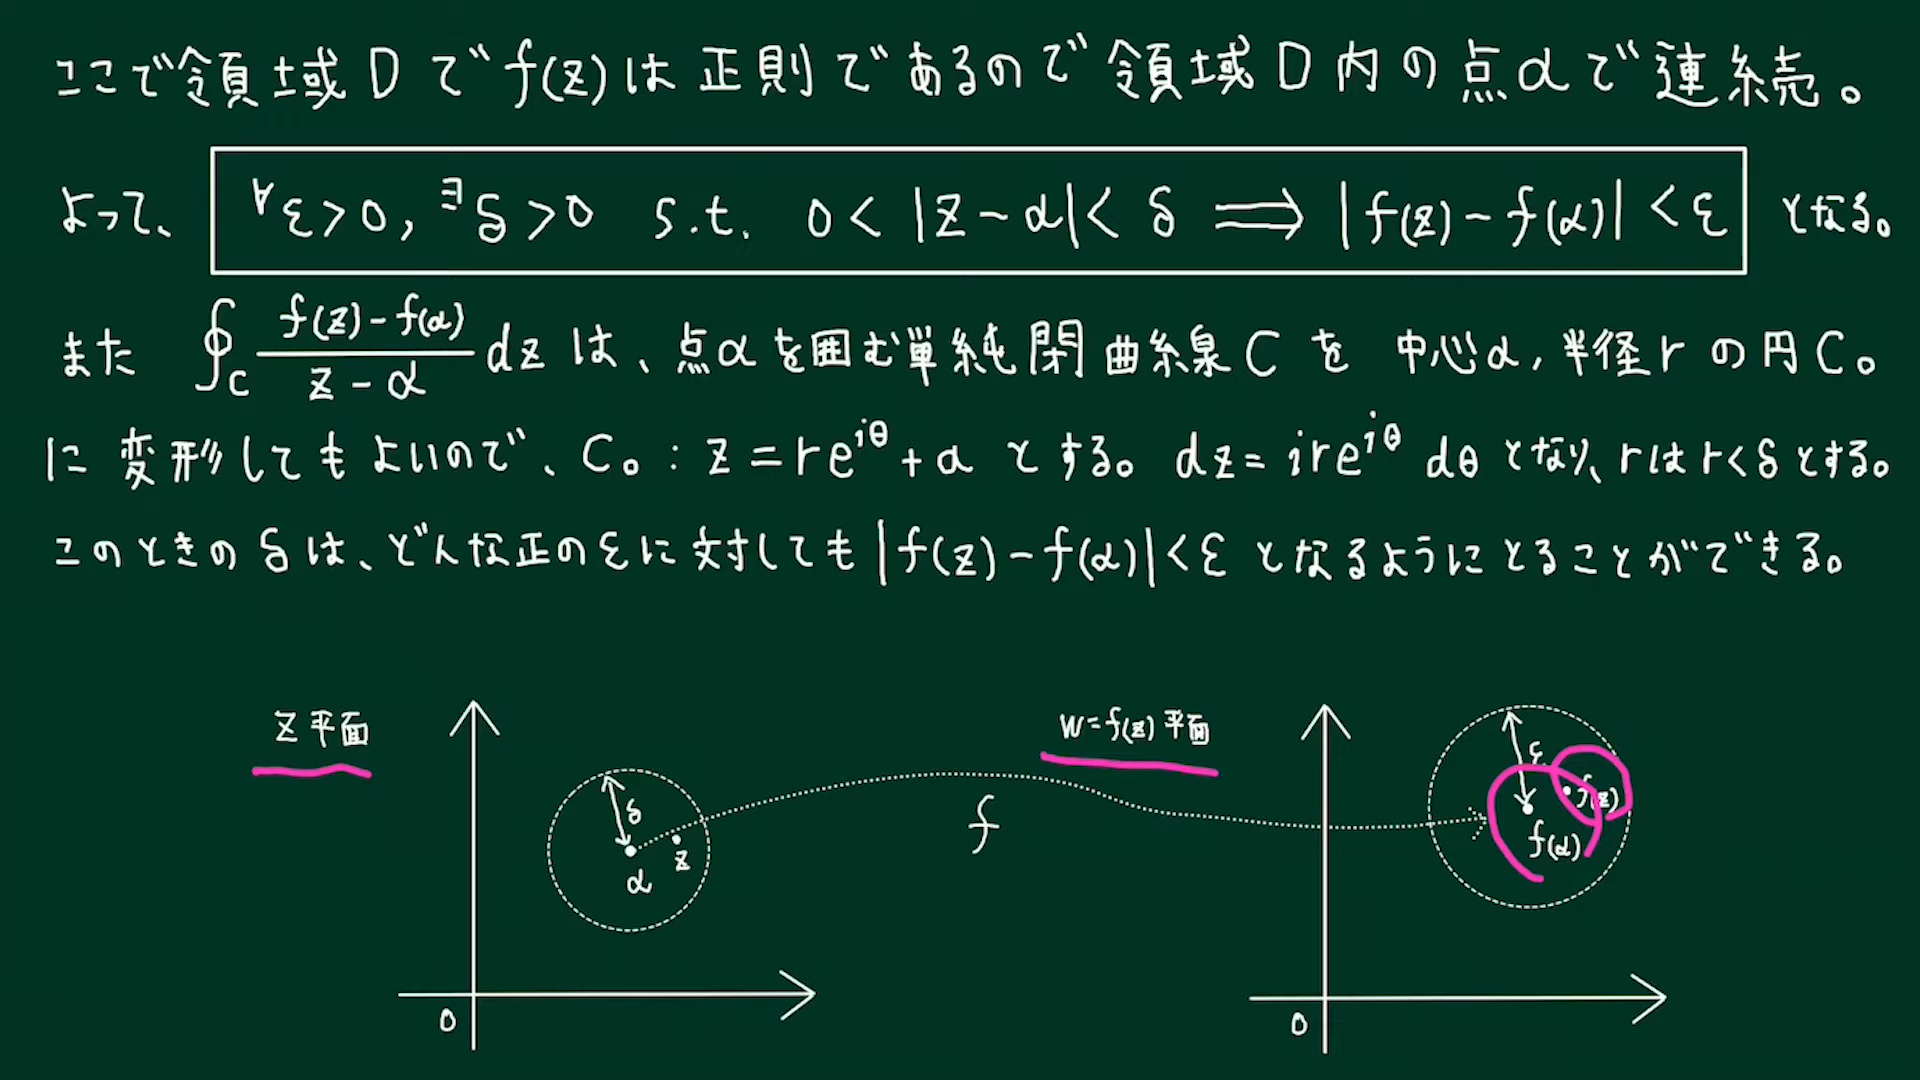 ここで領域Dでf(z)は正則であるので領域D内の点αで連続。
よって、 ∀ε>0, ∃δ>0 s.t. 0<|z-α|<δ ⟹ |f(z)-f(α)|<ε となる。
また ∮_C (f(z)-f(α))/(z-α) dz は、点αを囲む単純閉曲線Cを 中心α,半径rの円C₀
に変形してもよいので、C₀:z=re^{iθ}+α とする。dz=ire^{iθ}dθ となり、rはr<δとする。
このときのδは、どんな正のεに対しても|f(z)-f(α)|<ε となるようにとることができる。
z平面
δ
z
α
0
f
w=f(z)平面
ε
f(z)
f(α)
0